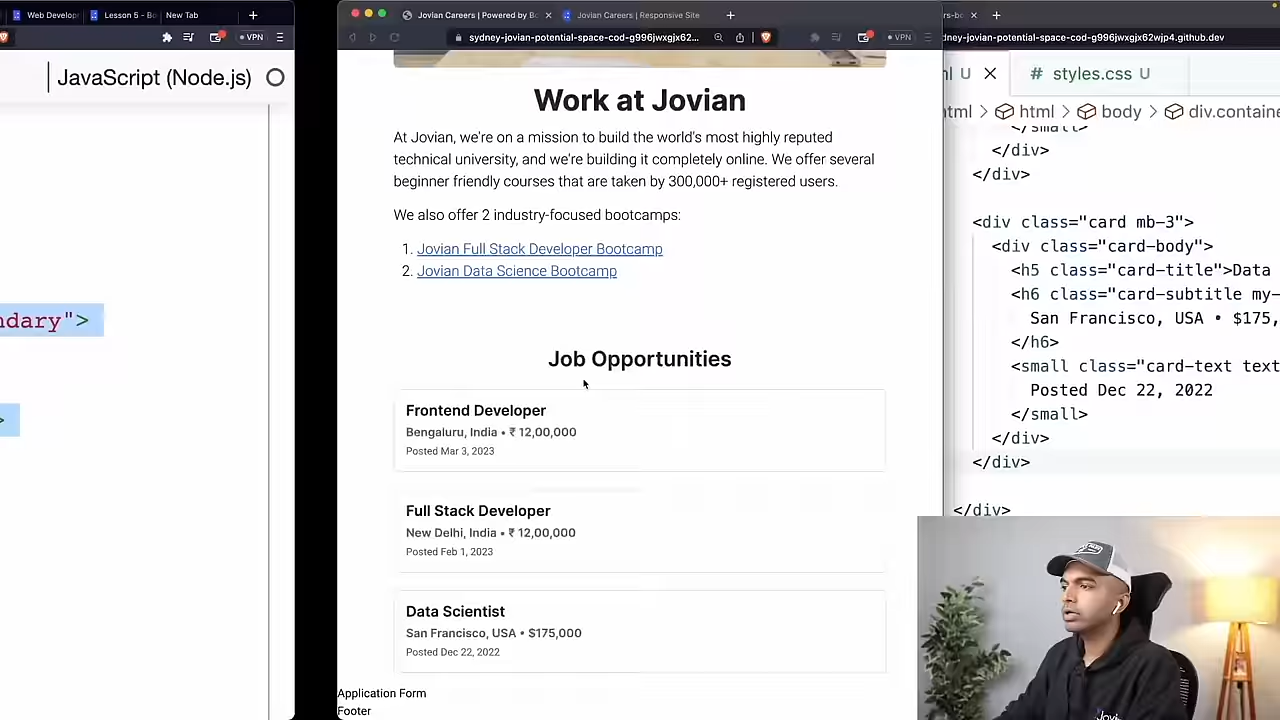 Web Develop
Lesson 5 - Bo
New Tab
VPN
JavaScript (Node.js)
ndary">
>
Jovian Careers | Powered by Bo
Jovian Careers | Responsive Site
sydney-jovian-potential-space-cod-g996jwxgjx62...
VPN
Work at Jovian
At Jovian, we're on a mission to build the world's most highly reputed
technical university, and we're building it completely online. We offer several
beginner friendly courses that are taken by 300,000+ registered users.
We also offer 2 industry-focused bootcamps:
1. Jovian Full Stack Developer Bootcamp
2. Jovian Data Science Bootcamp
Job Opportunities
Frontend Developer
Bengaluru, India • ₹ 12,00,000
Posted Mar 3, 2023
Full Stack Developer
New Delhi, India • ₹ 12,00,000
Posted Feb 1, 2023
Data Scientist
San Francisco, USA • $175,000
Posted Dec 22, 2022
Application Form
Footer
rs-bo
dney-jovian-potential-space-cod-g996jwxgjx62wjp4.github.dev
ml U
# styles.css U
html > html > body > div.containe
</small>
</div>
</div>
<div class="card mb-3">
<div class="card-body">
<h5 class="card-title">Data
<h6 class="card-subtitle my-
San Francisco, USA • $175,
</h6>
<small class="card-text text
Posted Dec 22, 2022
</small>
</div>
</div>
</div>